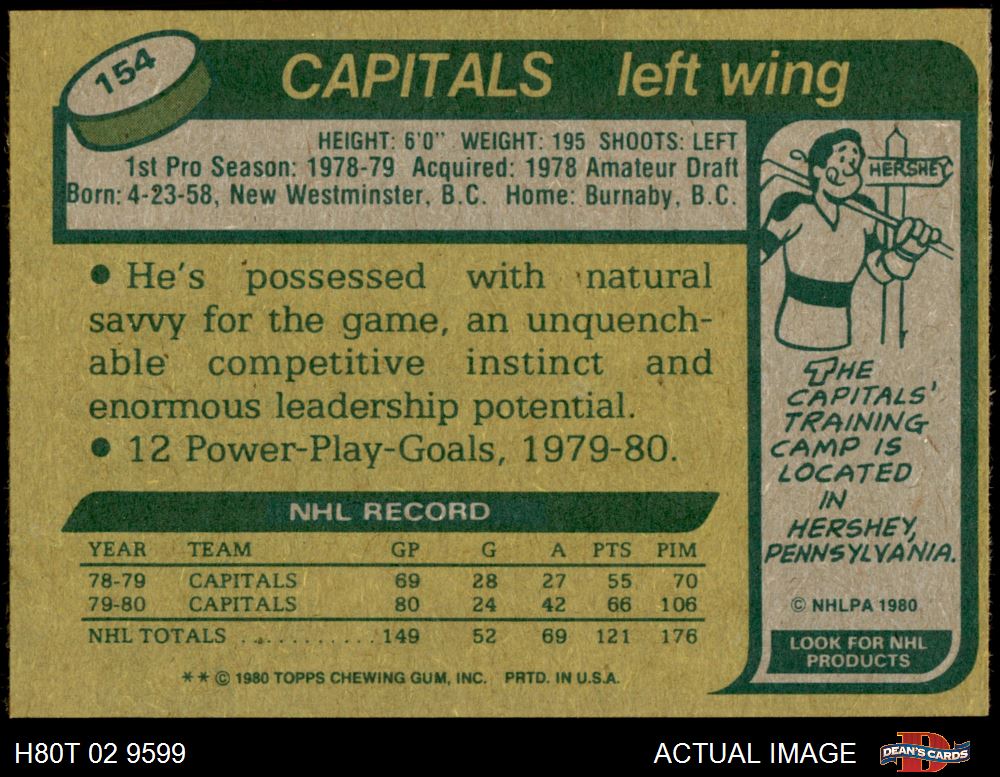 154
CAPITALS left wing
HEIGHT: 6'0" WEIGHT: 195 SHOOTS: LEFT
1st Pro Season: 1978-79 Acquired: 1978 Amateur Draft
Born: 4-23-58, New Westminster, B.C. Home: Burnaby, B.C.
• He's possessed with natural
savvy for the game, an unquench-
able competitive instinct and
enormous leadership potential.
• 12 Power-Play-Goals, 1979-80.
NHL RECORD
YEAR TEAM GP G A PTS PIM
78-79 CAPITALS 69 28 27 55 70
79-80 CAPITALS 80 24 42 66 106
NHL TOTALS ........... 149 52 69 121 176
** © 1980 TOPPS CHEWING GUM, INC. PRTD. IN U.S.A.
HERSHEY
THE
CAPITALS'
TRAINING
CAMP IS
LOCATED
IN
HERSHEY,
PENNSYLVANIA.
© NHLPA 1980
LOOK FOR NHL
PRODUCTS
H80T 02 9599
ACTUAL IMAGE
DEAN'S CARDS